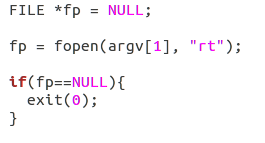 FILE *fp = NULL;
fp = fopen(argv[1], "rt");
if(fp==NULL){
  exit(0);
}